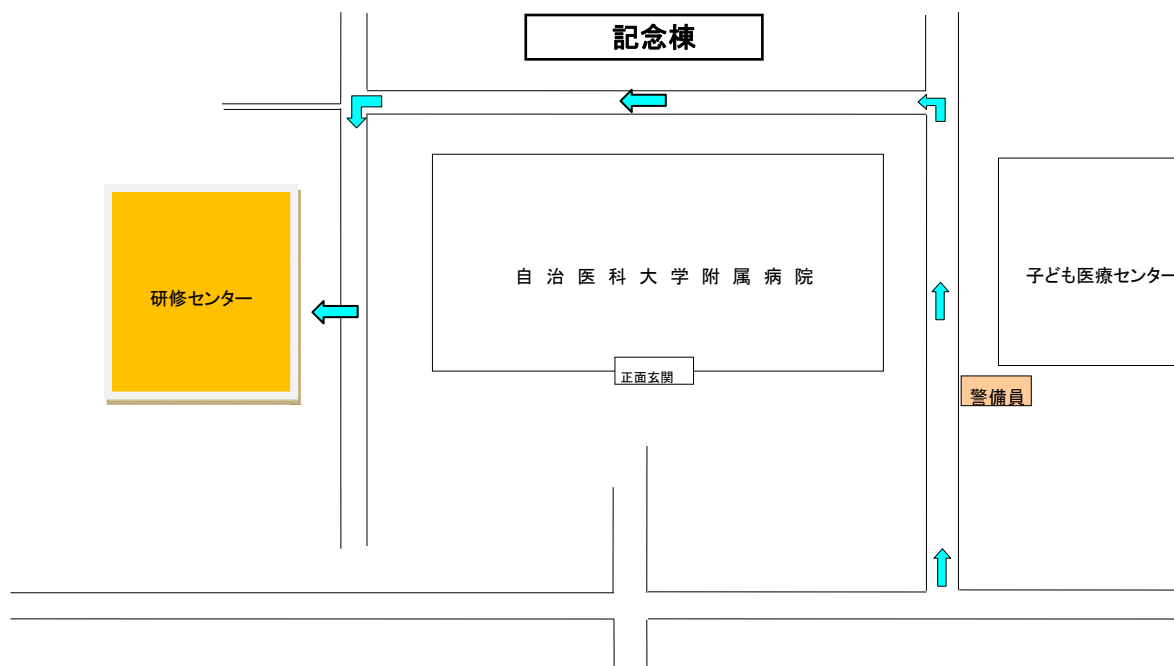 記念棟
自治医科大学附属病院
子ども医療センター
研修センター
正面玄関
警備員